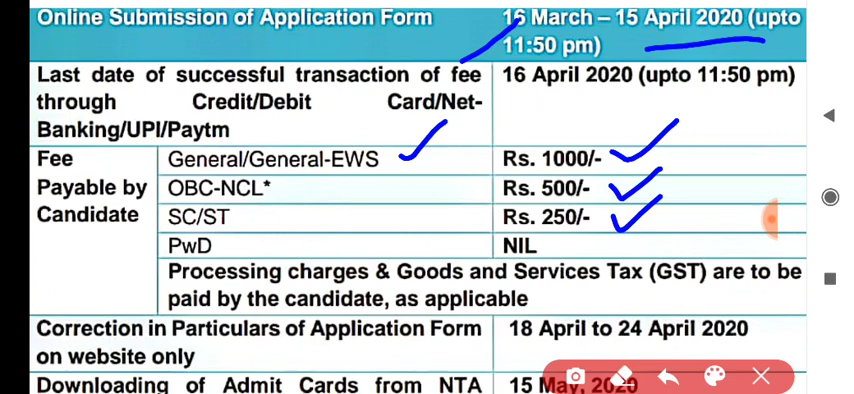 Online Submission of Application Form
16 March – 15 April 2020 (upto
11:50 pm)
Last date of successful transaction of fee
through Credit/Debit Card/Net-
Banking/UPI/Paytm
16 April 2020 (upto 11:50 pm)
Fee
Payable by
Candidate
General/General-EWS
Rs. 1000/-
OBC-NCL*
Rs. 500/-
SC/ST
Rs. 250/-
PwD
NIL
Processing charges & Goods and Services Tax (GST) are to be
paid by the candidate, as applicable
Correction in Particulars of Application Form
on website only
18 April to 24 April 2020
Downloading of Admit Cards from NTA
15 May, 2020